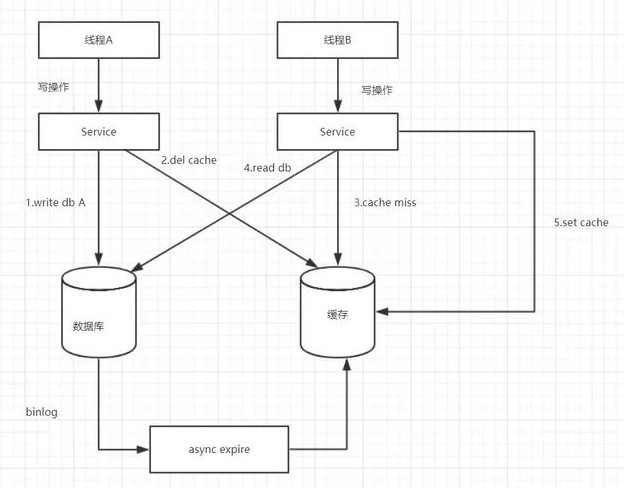 线程A
线程B
写操作
写操作
Service
Service
2.del cache
4.read db
1.write db A
3.cache miss
5.set cache
数据库
缓存
binlog
async expire